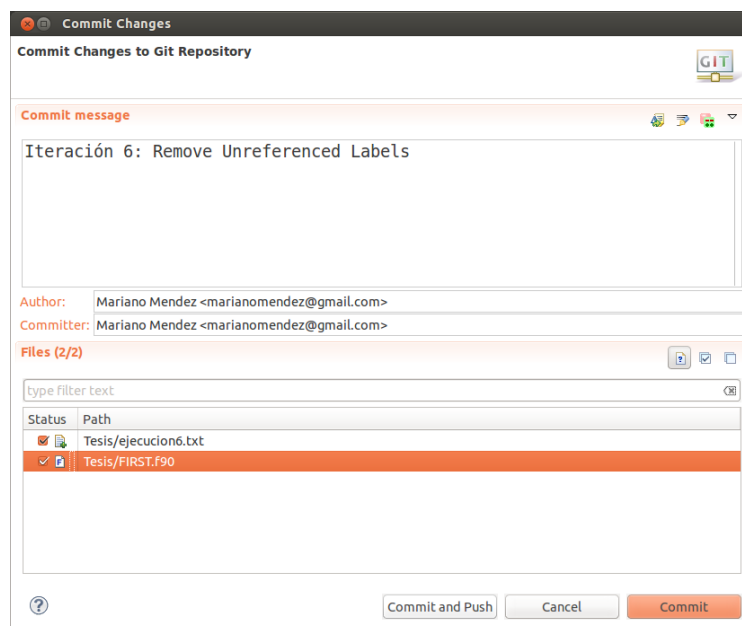 Commit Changes
Commit Changes to Git Repository
GIT
Commit message
Iteración 6: Remove Unreferenced Labels
Author: Mariano Mendez <marianomendez@gmail.com>
Committer: Mariano Mendez <marianomendez@gmail.com>
Files (2/2)
type filter text
Status Path
Tesis/ejecucion6.txt
F Tesis/FIRST.f90
? Commit and Push Cancel Commit